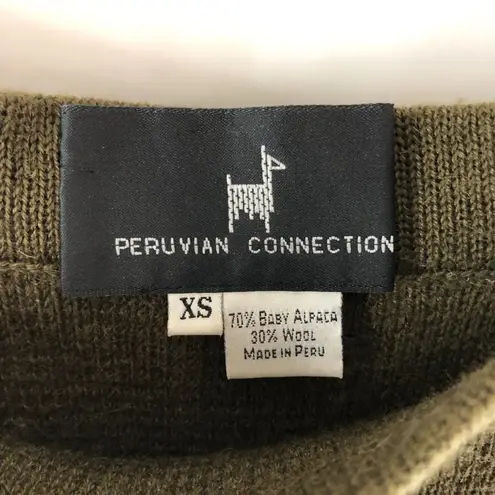 PERUVIAN CONNECTION
XS
70% BABY ALPACA
30% WOOL
MADE IN PERU